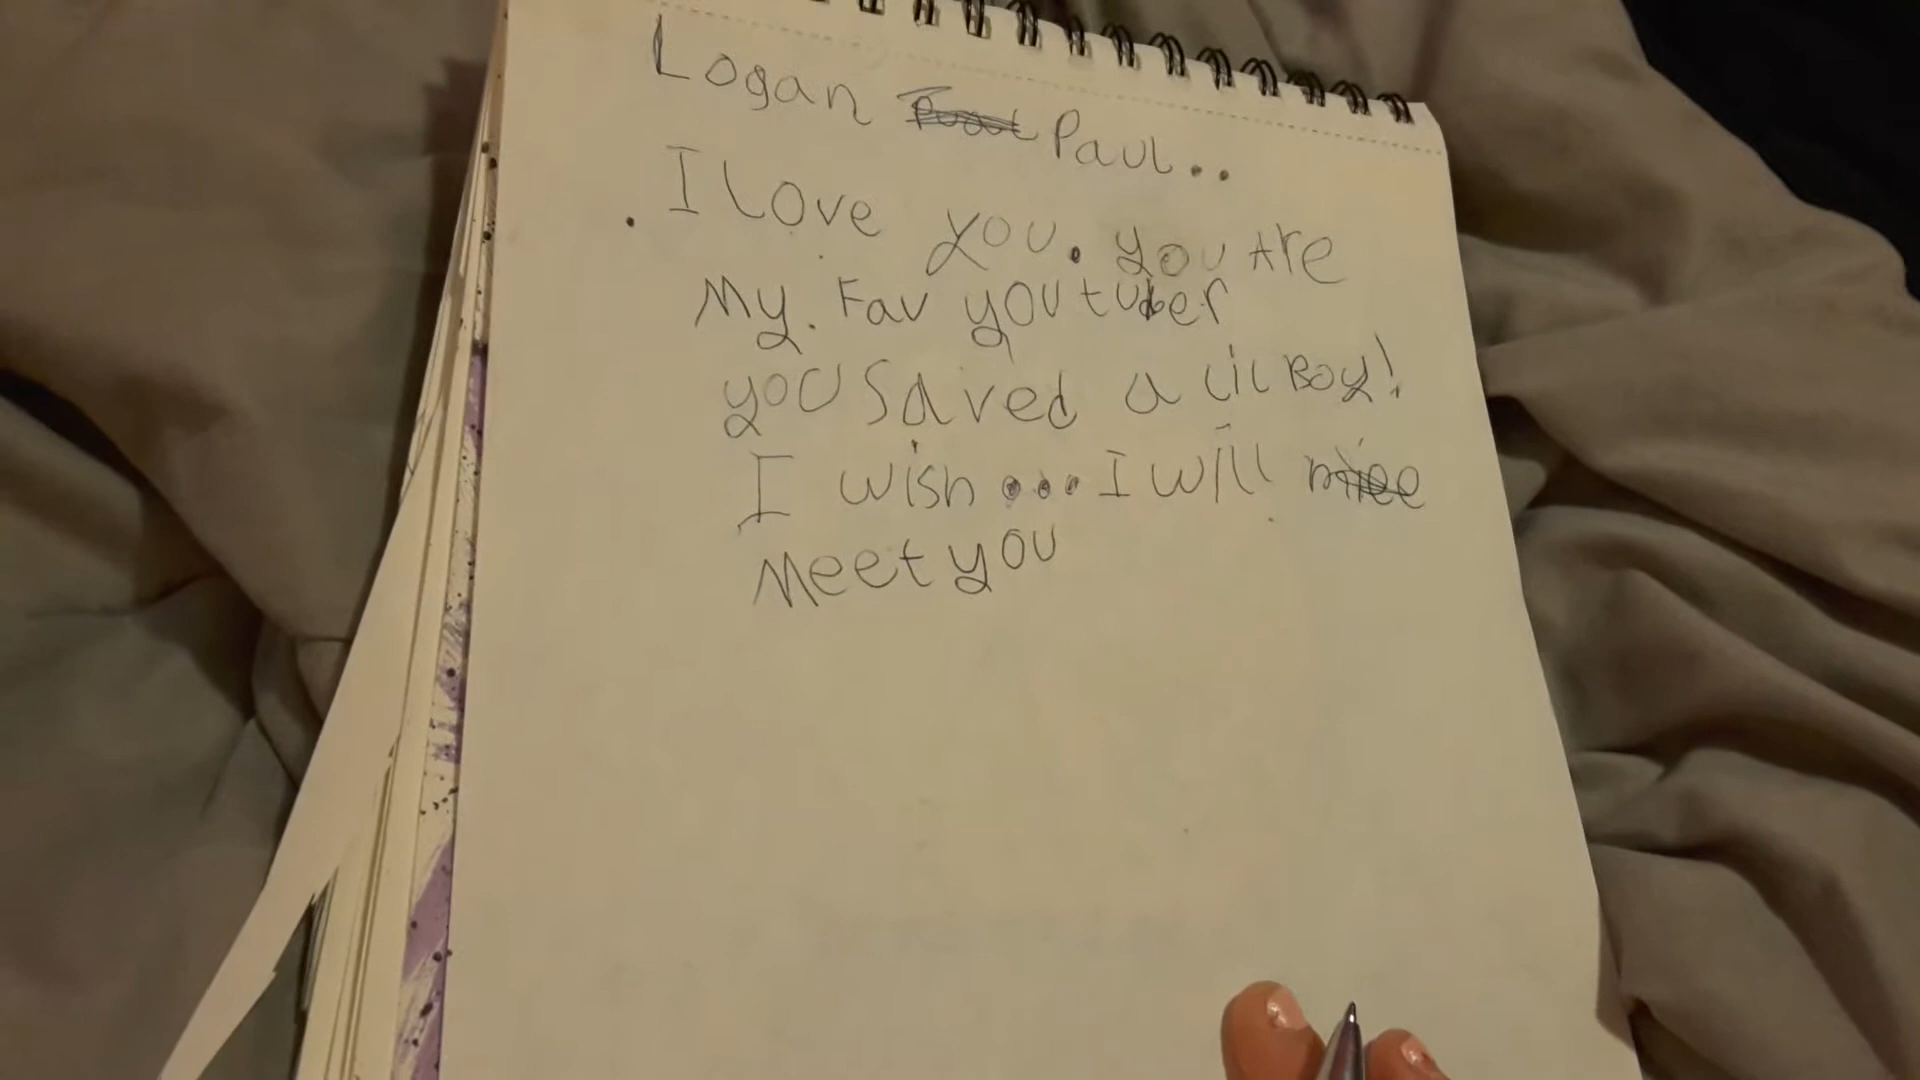 Logan Paul..
I Love you. you Are
My. Fav youtuber
you Saved a Lil Boy!
I wish...I will
Meet you